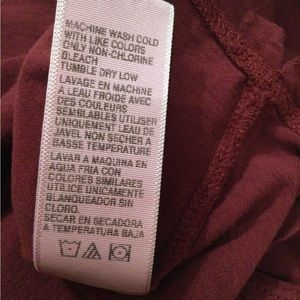 MACHINE WASH COLD
WITH LIKE COLORS
ONLY NON-CHLORINE
BLEACH
TUMBLE DRY LOW
LAVAGE EN MACHINE
A LEAU FROIDE AVEC
DES COULEURS
SEMBLABLES UTILISER
UNIQUEMENT LEAU DE
JAVEL NON SECHER A
BASSE TEMPERATURE
LAVAR A MAQUINA EN
AGUA FRIA CON
COLORES SIMILARES
UTILICE UNICAMENTE
BLANQUEADOR SIN
CLORO.
SECAR EN SECADORA
A TEMPERATURA BAJA